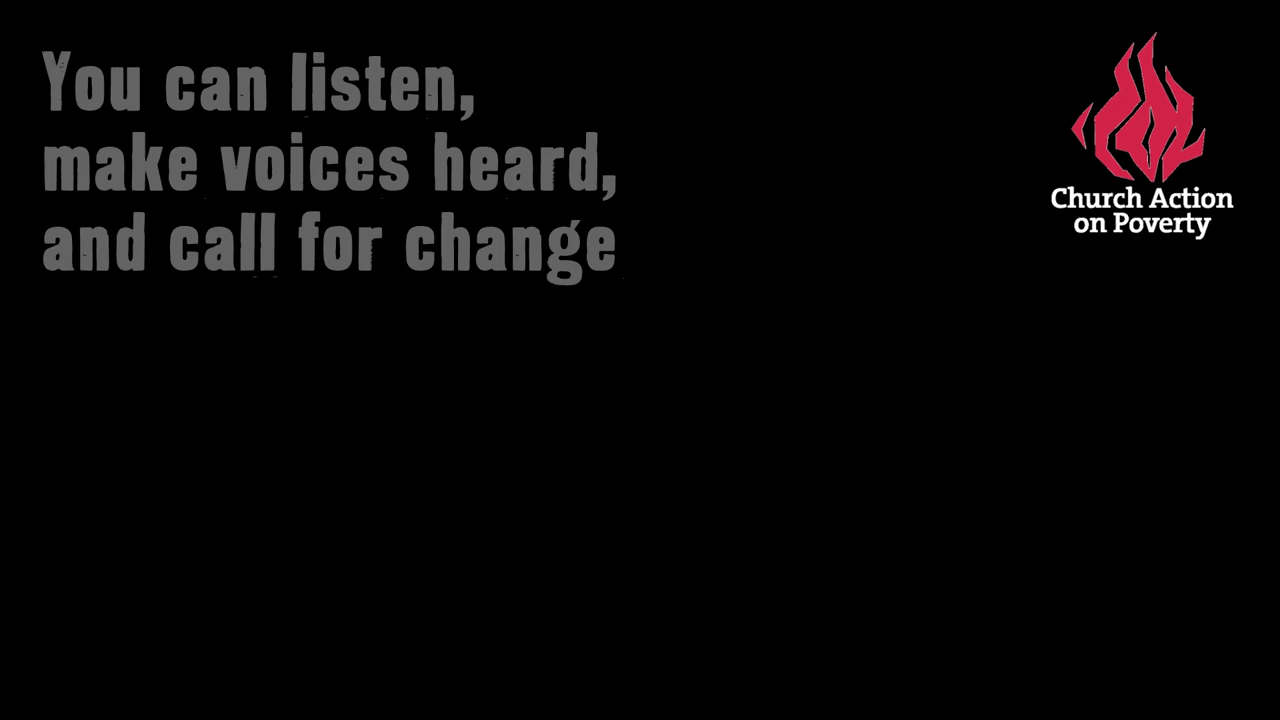 You can listen,
make voices heard,
and call for change
Church Action
on Poverty